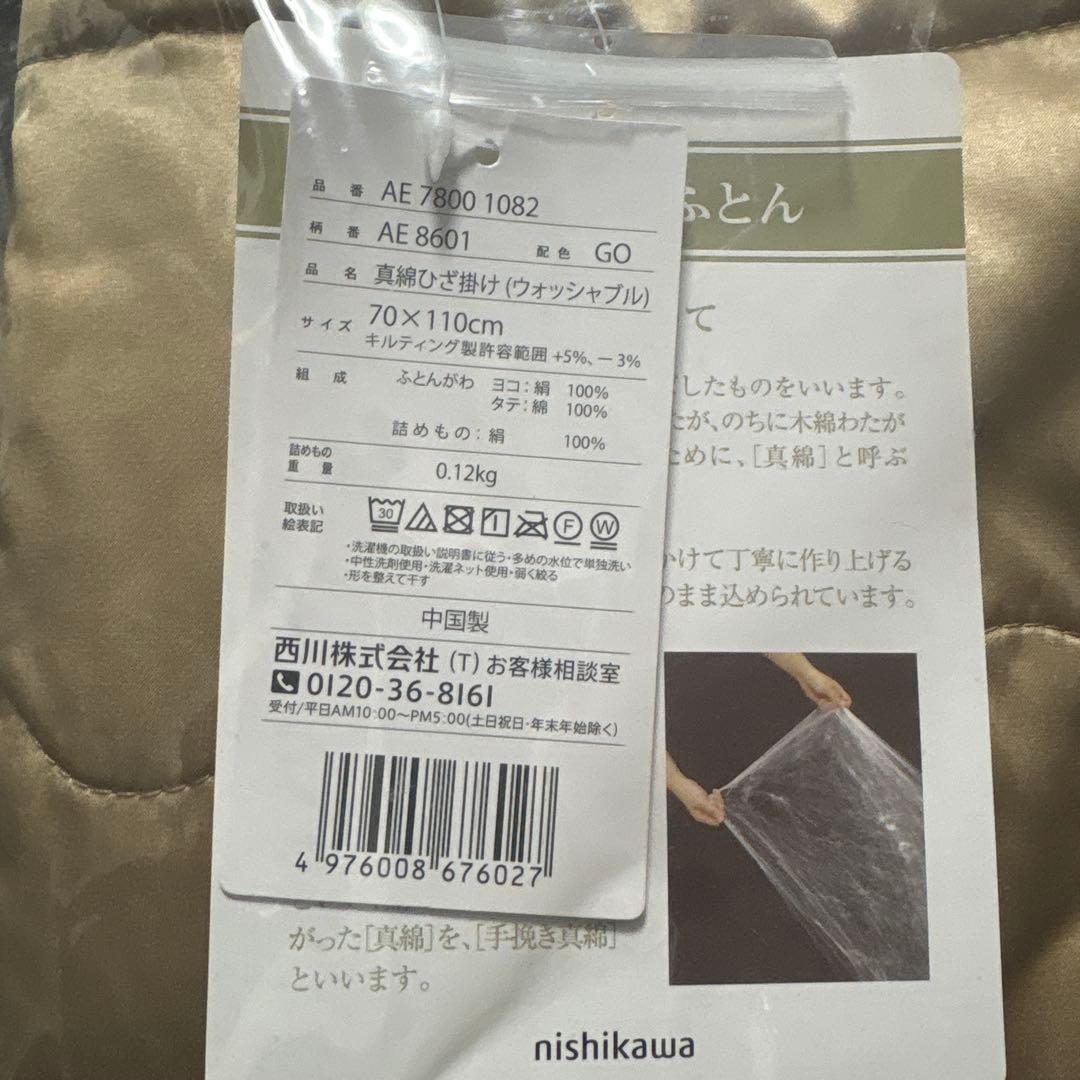 品番 AE 7800 1082
柄番 AE 8601 配色 GO
品名 真綿ひざ掛け (ウォッシャブル)
サイズ 70×110cm
キルティング製許容範囲 +5%、－3%
組成 ふとんがわ ヨコ：絹 100%
タテ：綿 100%
詰めもの：絹 100%
詰めもの
重量 0.12kg
取扱い
絵表記
30 F W
・洗濯機の取扱い説明書に従う・多めの水位で単独洗い
・中性洗剤使用・洗濯ネット使用・弱く絞る
・形を整えて干す
中国製
西川株式会社 (T) お客様相談室
0120-36-8161
受付/平日AM10:00～PM5:00(土日祝日・年末年始除く)
4 976008 676027
ふとん
て
したものをいいます。
たが、のちに木綿わたが
ために、［真綿］と呼ぶ
かけて丁寧に作り上げる
のまま込められています。
がった［真綿］を、［手挽き真綿］
といいます。
nishikawa